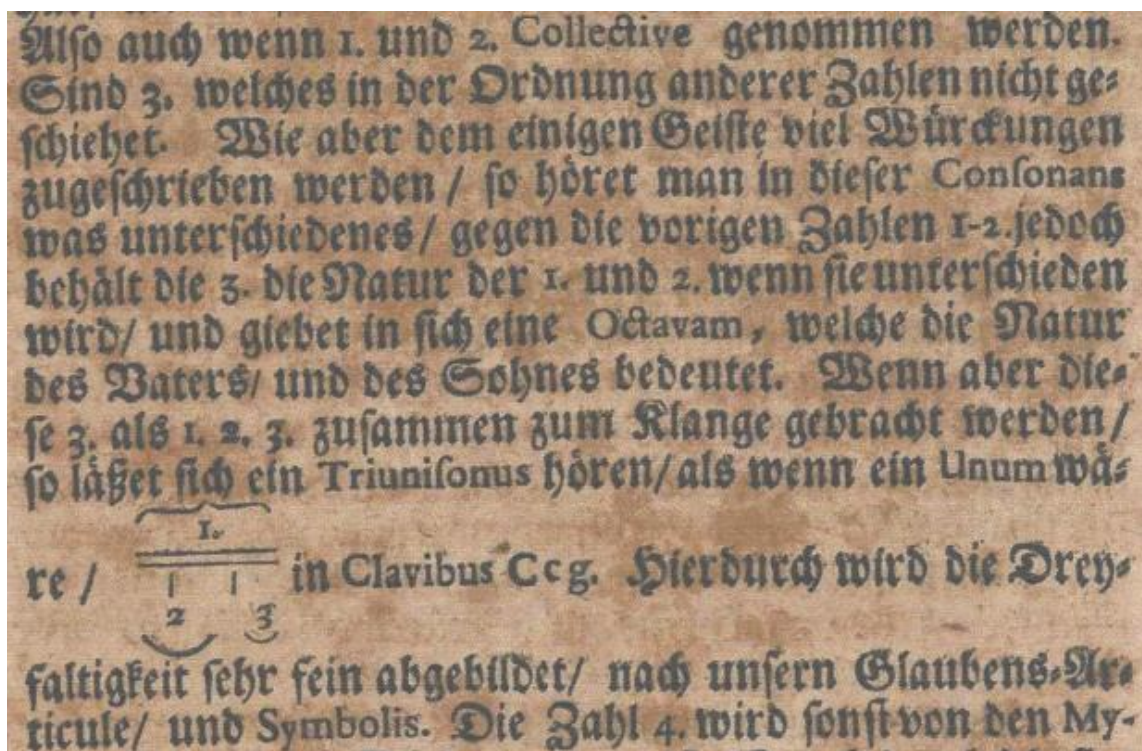 Alſo auch wenn 1. und 2. Collective genommen werden.
Sind 3. welches in der Ordnung anderer Zahlen nicht ge⸗
ſchiehet. Wie aber dem einigen Geiſte viel Würckungen
zugeſchrieben werden / ſo höret man in dieſer Conſonans
was unterſchiedenes / gegen die vorigen Zahlen 1-2. jedoch
behält die 3. die Natur der 1. und 2. wenn ſie unterſchieden
wird / und giebet in ſich eine Octavam, welche die Natur
des Vaters / und des Sohnes bedeutet. Wenn aber die⸗
ſe 3. als 1. 2. 3. zuſammen zum Klange gebracht werden /
ſo läßet ſich ein Triuniſonus hören / als wenn ein Unum wä⸗
1.
re / in Clavibus C c g. Hierdurch wird die Drey⸗
2 3
faltigkeit ſehr fein abgebildet / nach unſern Glaubens⸗Ar⸗
ticule / und Symbolis. Die Zahl 4. wird ſonſt von den My-